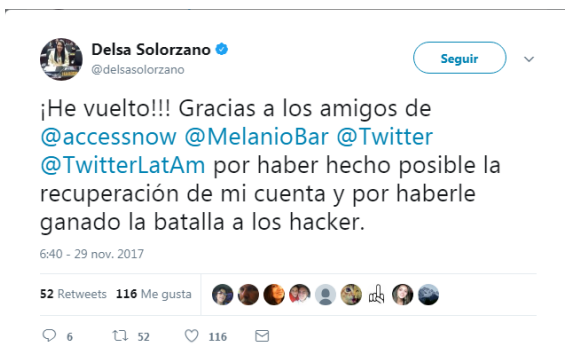 Delsa Solorzano
@delsasolorzano
Seguir
¡He vuelto!!! Gracias a los amigos de
@accessnow @MelanioBar @Twitter
@TwitterLatAm por haber hecho posible la
recuperación de mi cuenta y por haberle
ganado la batalla a los hacker.
6:40 - 29 nov. 2017
52 Retweets 116 Me gusta
6 52 116